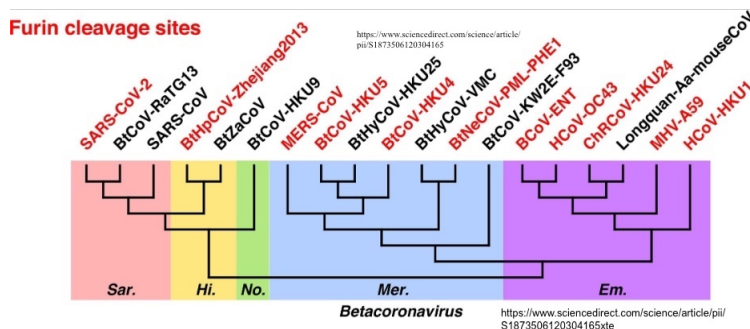 Furin cleavage sites
https://www.sciencedirect.com/science/article/
pii/S1873506120304165
SARS-CoV-2
BtCoV-RaTG13
SARS-CoV
BtHpCoV-Zhejiang2013
BtZaCoV
BtCoV-HKU9
MERS-CoV
BtCoV-HKU5
BtHyCoV-HKU25
BtCoV-HKU4
BtHyCoV-VMC
BtNeCoV-PML-PHE1
BtCoV-KW2E-F93
BCoV-ENT
HCoV-OC43
ChRCoV-HKU24
Longquan-Aa-mouseCoV
MHV-A59
HCoV-HKU1
Sar.
Hi.
No.
Mer.
Em.
Betacoronavirus
https://www.sciencedirect.com/science/article/pii/
S1873506120304165xte